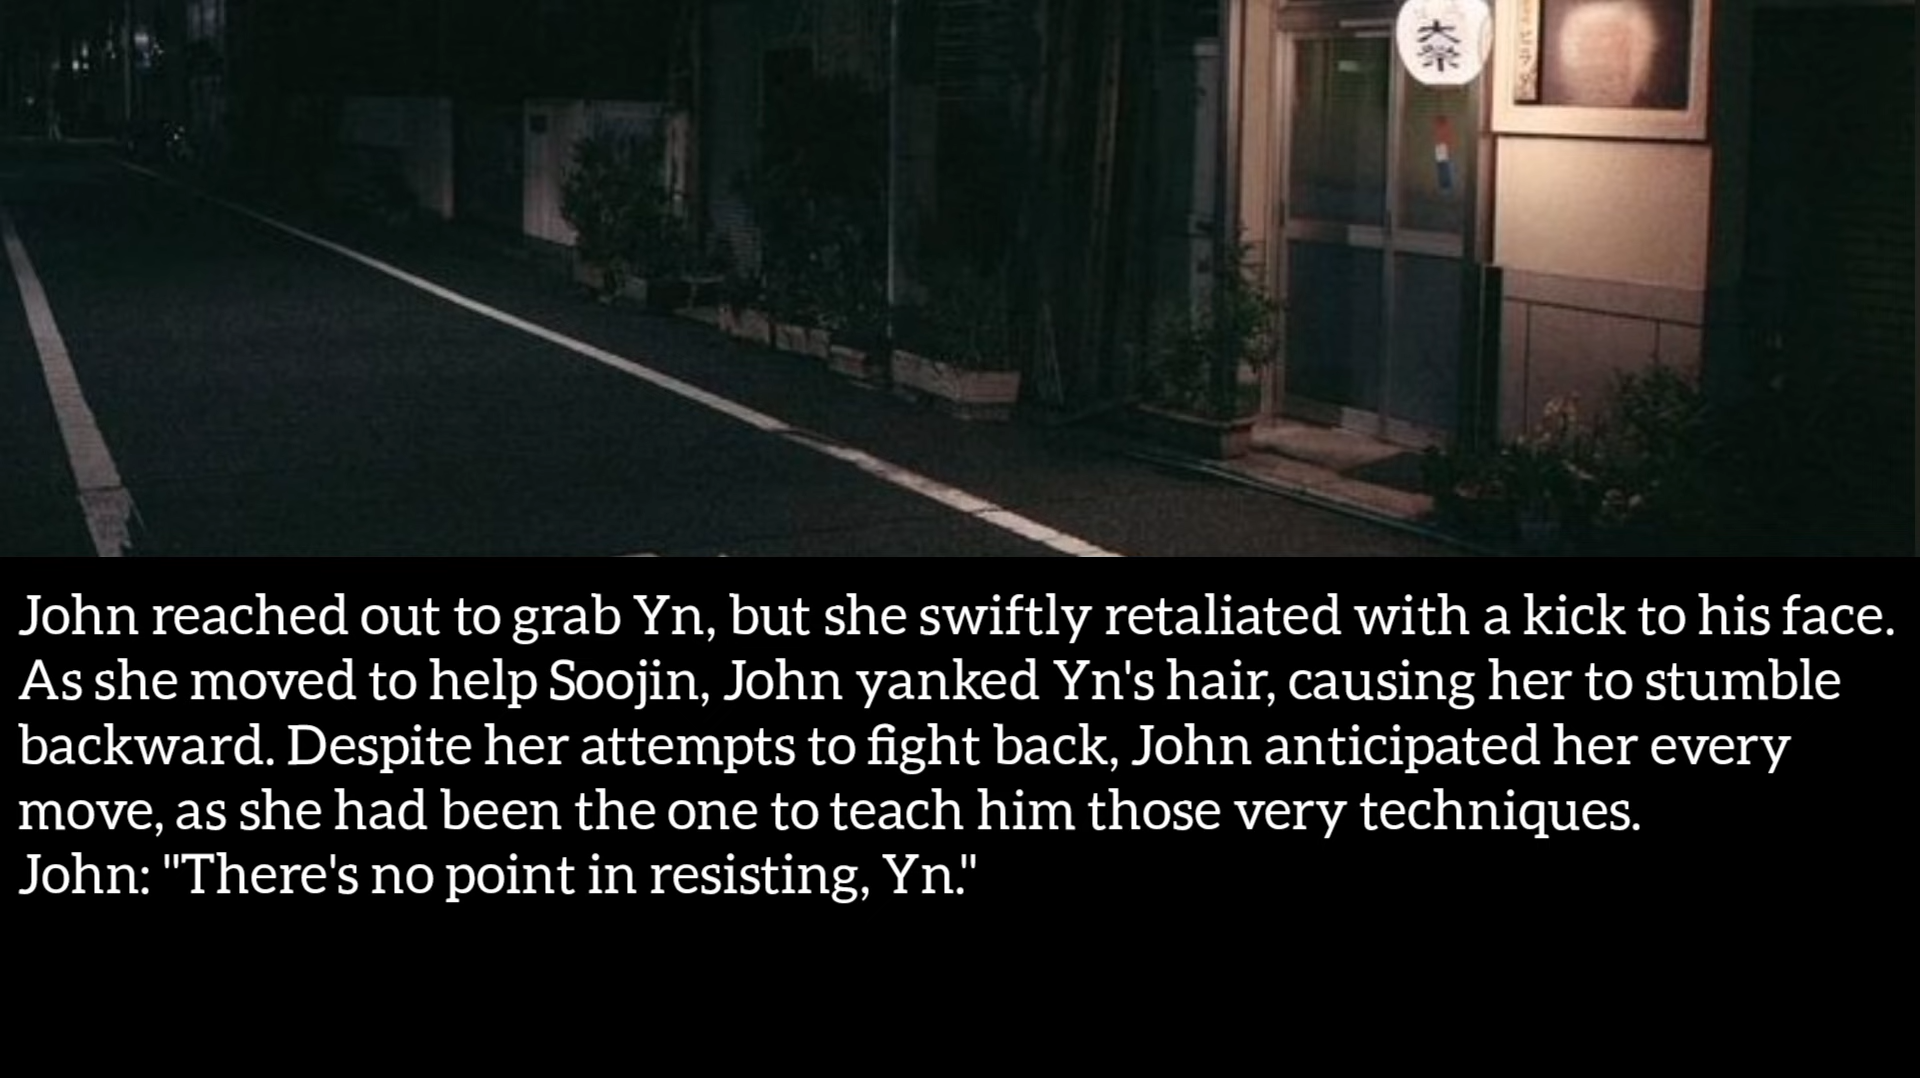 大
栄
John reached out to grab Yn, but she swiftly retaliated with a kick to his face.
As she moved to help Soojin, John yanked Yn's hair, causing her to stumble
backward. Despite her attempts to fight back, John anticipated her every
move, as she had been the one to teach him those very techniques.
John: "There's no point in resisting, Yn."